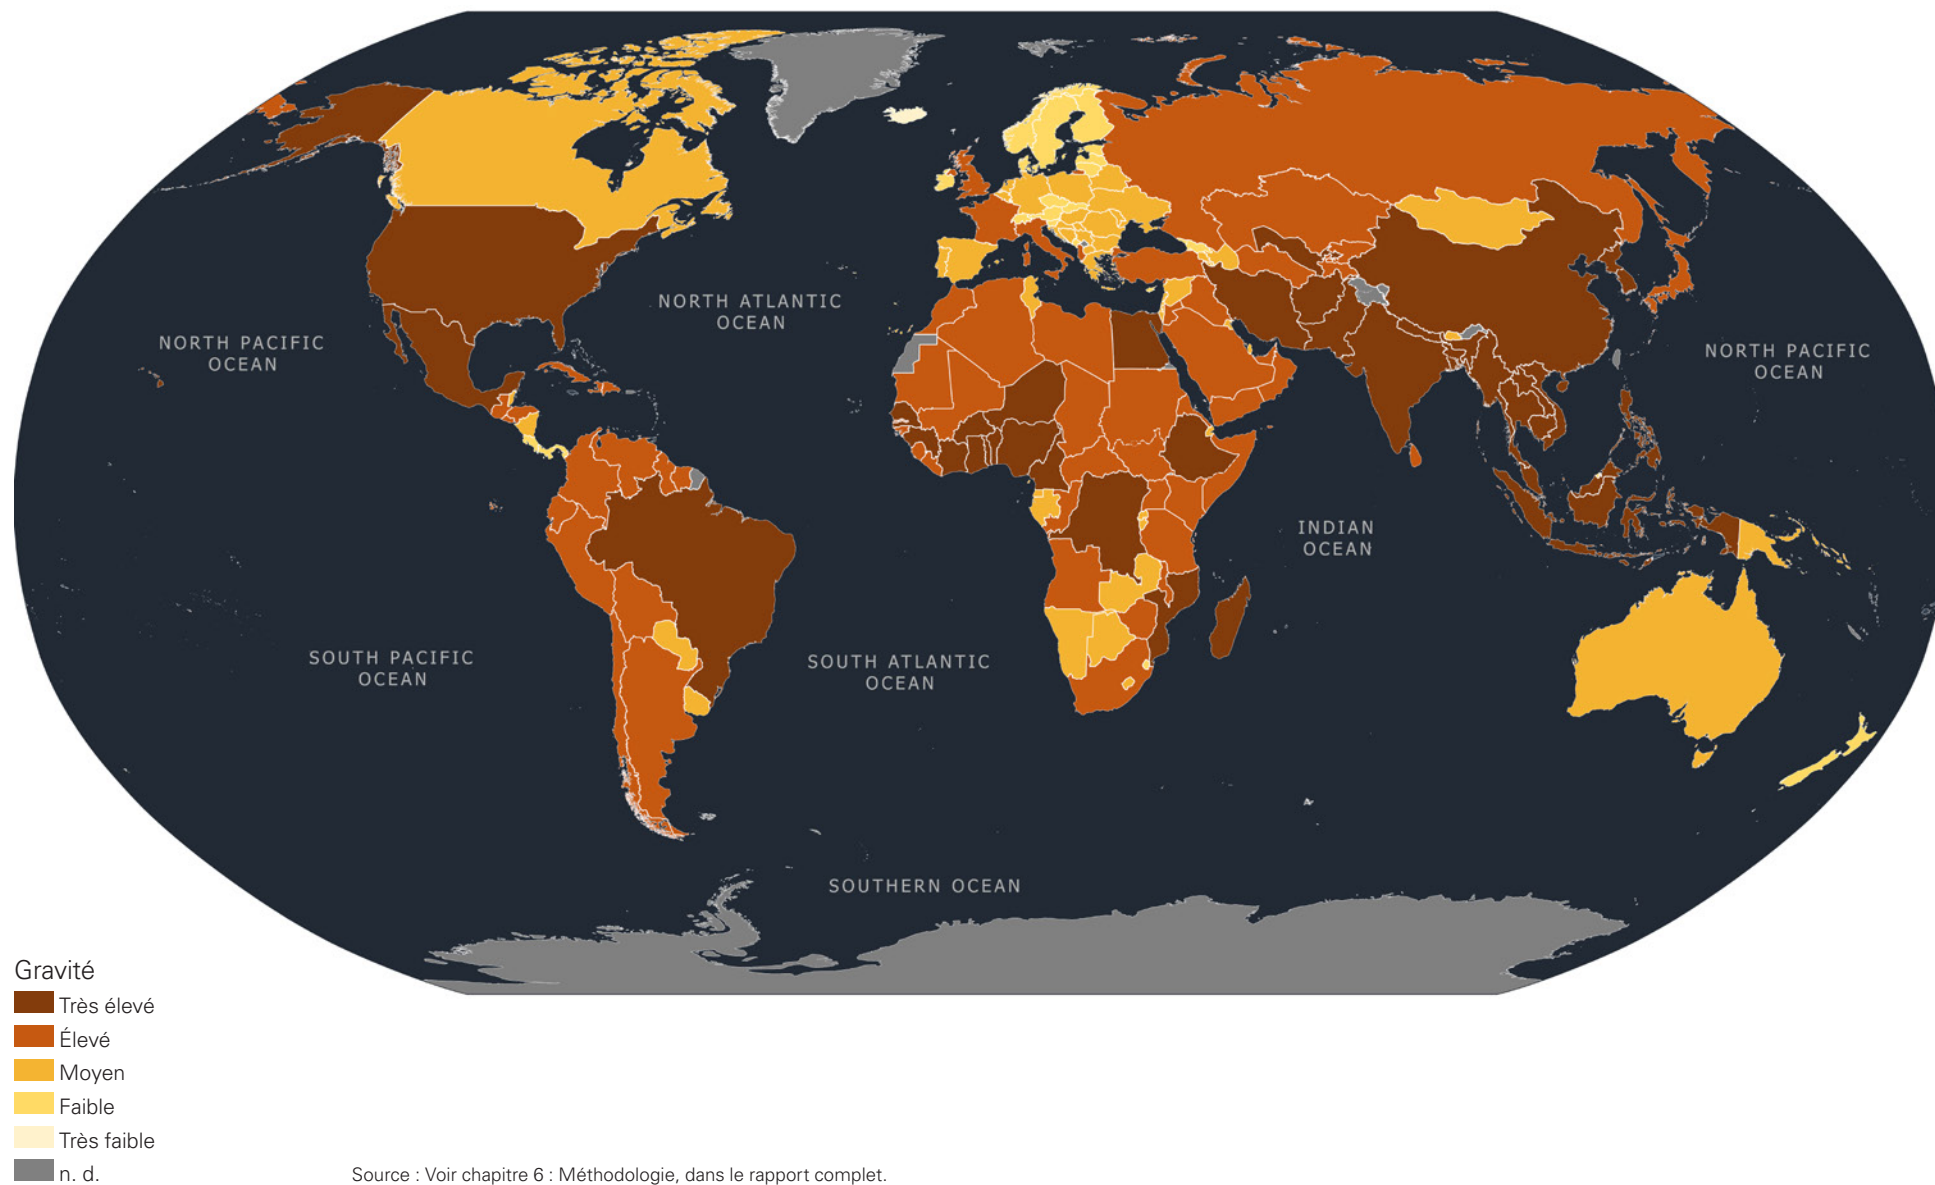 NORTH ATLANTIC
OCEAN
NORTH PACIFIC
OCEAN
NORTH PACIFIC
OCEAN
INDIAN
OCEAN
SOUTH PACIFIC
OCEAN
SOUTH ATLANTIC
OCEAN
SOUTHERN OCEAN
Gravité
Très élevé
Élevé
Moyen
Faible
Très faible
n. d.
Source : Voir chapitre 6 : Méthodologie, dans le rapport complet.